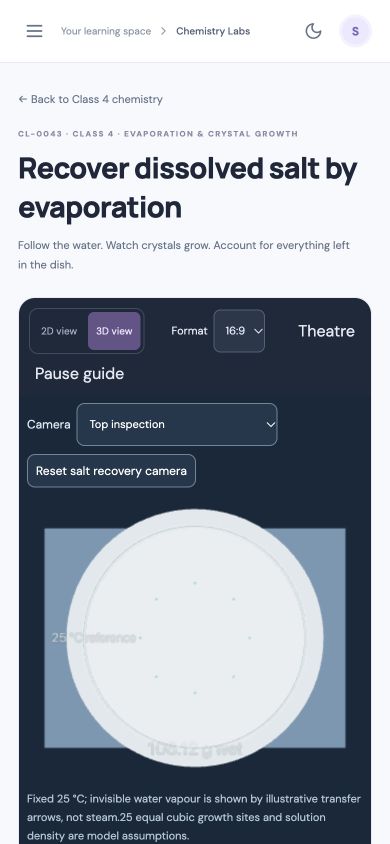 Your learning space > Chemistry Labs
S
← Back to Class 4 chemistry
CL-0043 · CLASS 4 · EVAPORATION & CRYSTAL GROWTH
Recover dissolved salt by
evaporation
Follow the water. Watch crystals grow. Account for everything left
in the dish.
2D view 3D view Format 16:9 Theatre
Pause guide
Camera Top inspection
Reset salt recovery camera
25 °C reference
g wet
Fixed 25 °C; invisible water vapour is shown by illustrative transfer
arrows, not steam.25 equal cubic growth sites and solution
density are model assumptions.